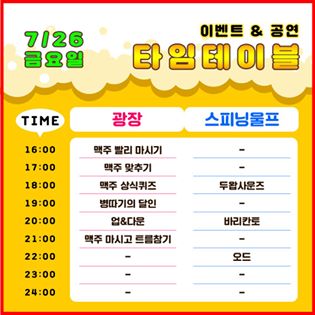 7/26
금요일
이벤트 & 공연
타임테이블
TIME 광장 스피닝울프
16:00 맥주 빨리 마시기 -
17:00 맥주 맞추기 -
18:00 맥주 상식퀴즈 두왑사운즈
19:00 병따기의 달인 -
20:00 업&다운 바리칸토
21:00 맥주 마시고 트름참기 -
22:00 - 오드
23:00 - -
24:00 - -